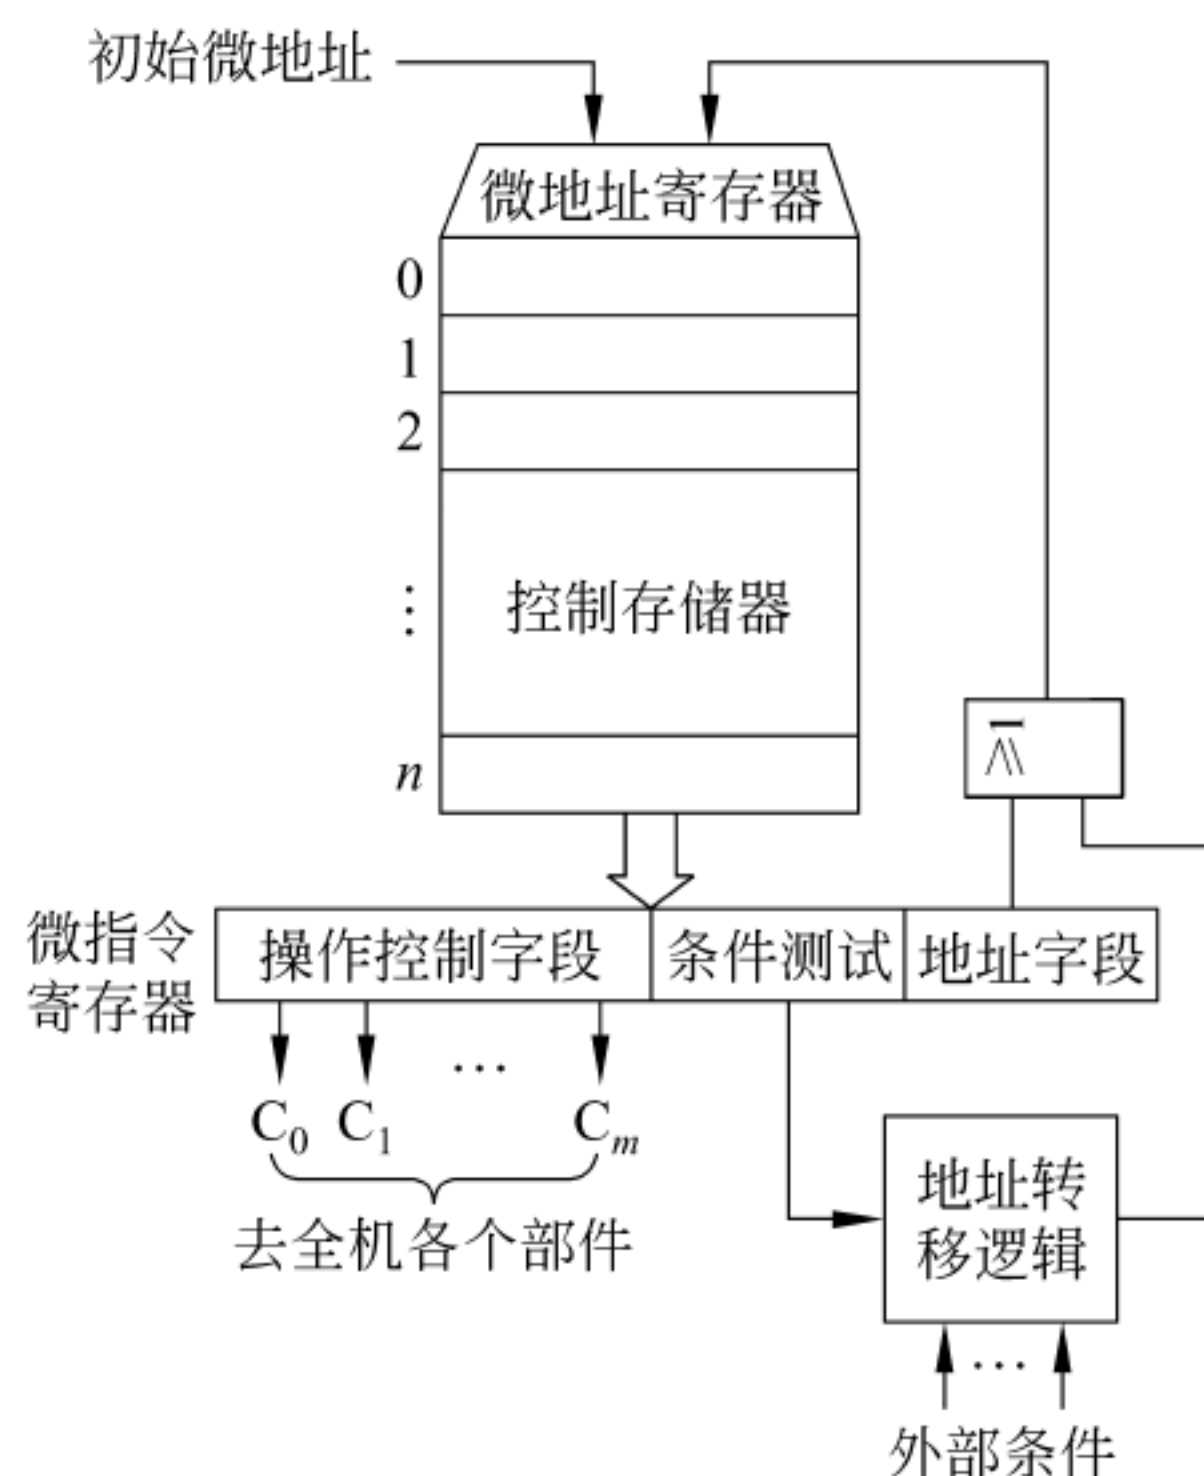 初始微地址
微地址寄存器
0
1
2
⋮
控制存储器
n
≥1
微指令
寄存器
操作控制字段
条件测试
地址字段
C₀ C₁ … Cₘ
去全机各个部件
地址转
移逻辑
…
外部条件